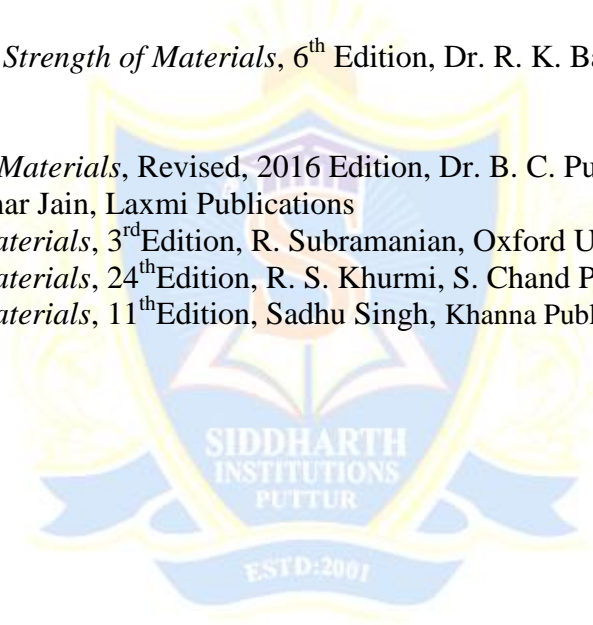 Strength of Materials, 6th Edition, Dr. R. K. Ba
Materials, Revised, 2016 Edition, Dr. B. C. Pu
nar Jain, Laxmi Publications
aterials, 3rdEdition, R. Subramanian, Oxford U
aterials, 24thEdition, R. S. Khurmi, S. Chand P
aterials, 11thEdition, Sadhu Singh, Khanna Publ
SIDDHARTH
INSTITUTIONS
PUTTUR
ESTD:2001